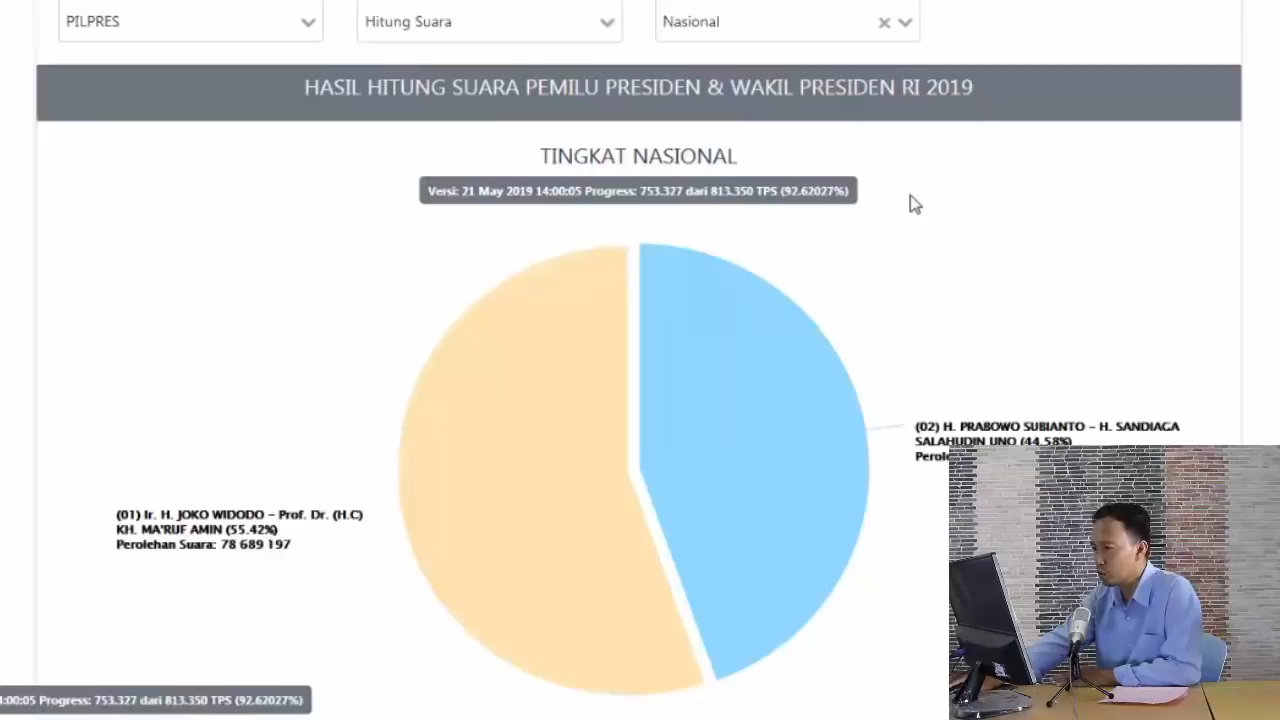 PILPRES
Hitung Suara
Nasional
HASIL HITUNG SUARA PEMILU PRESIDEN & WAKIL PRESIDEN RI 2019
TINGKAT NASIONAL
Versi: 21 May 2019 14:00:05 Progress: 753.327 dari 813.350 TPS (92.62027%)
(02) H. PRABOWO SUBIANTO - H. SANDIAGA
SALAHUDIN UNO (44.58%)
Perole
(01) Ir. H. JOKO WIDODO - Prof. Dr. (H.C)
KH. MA'RUF AMIN (55.42%)
Perolehan Suara: 78 689 197
4:00:05 Progress: 753.327 dari 813.350 TPS (92.62027%)